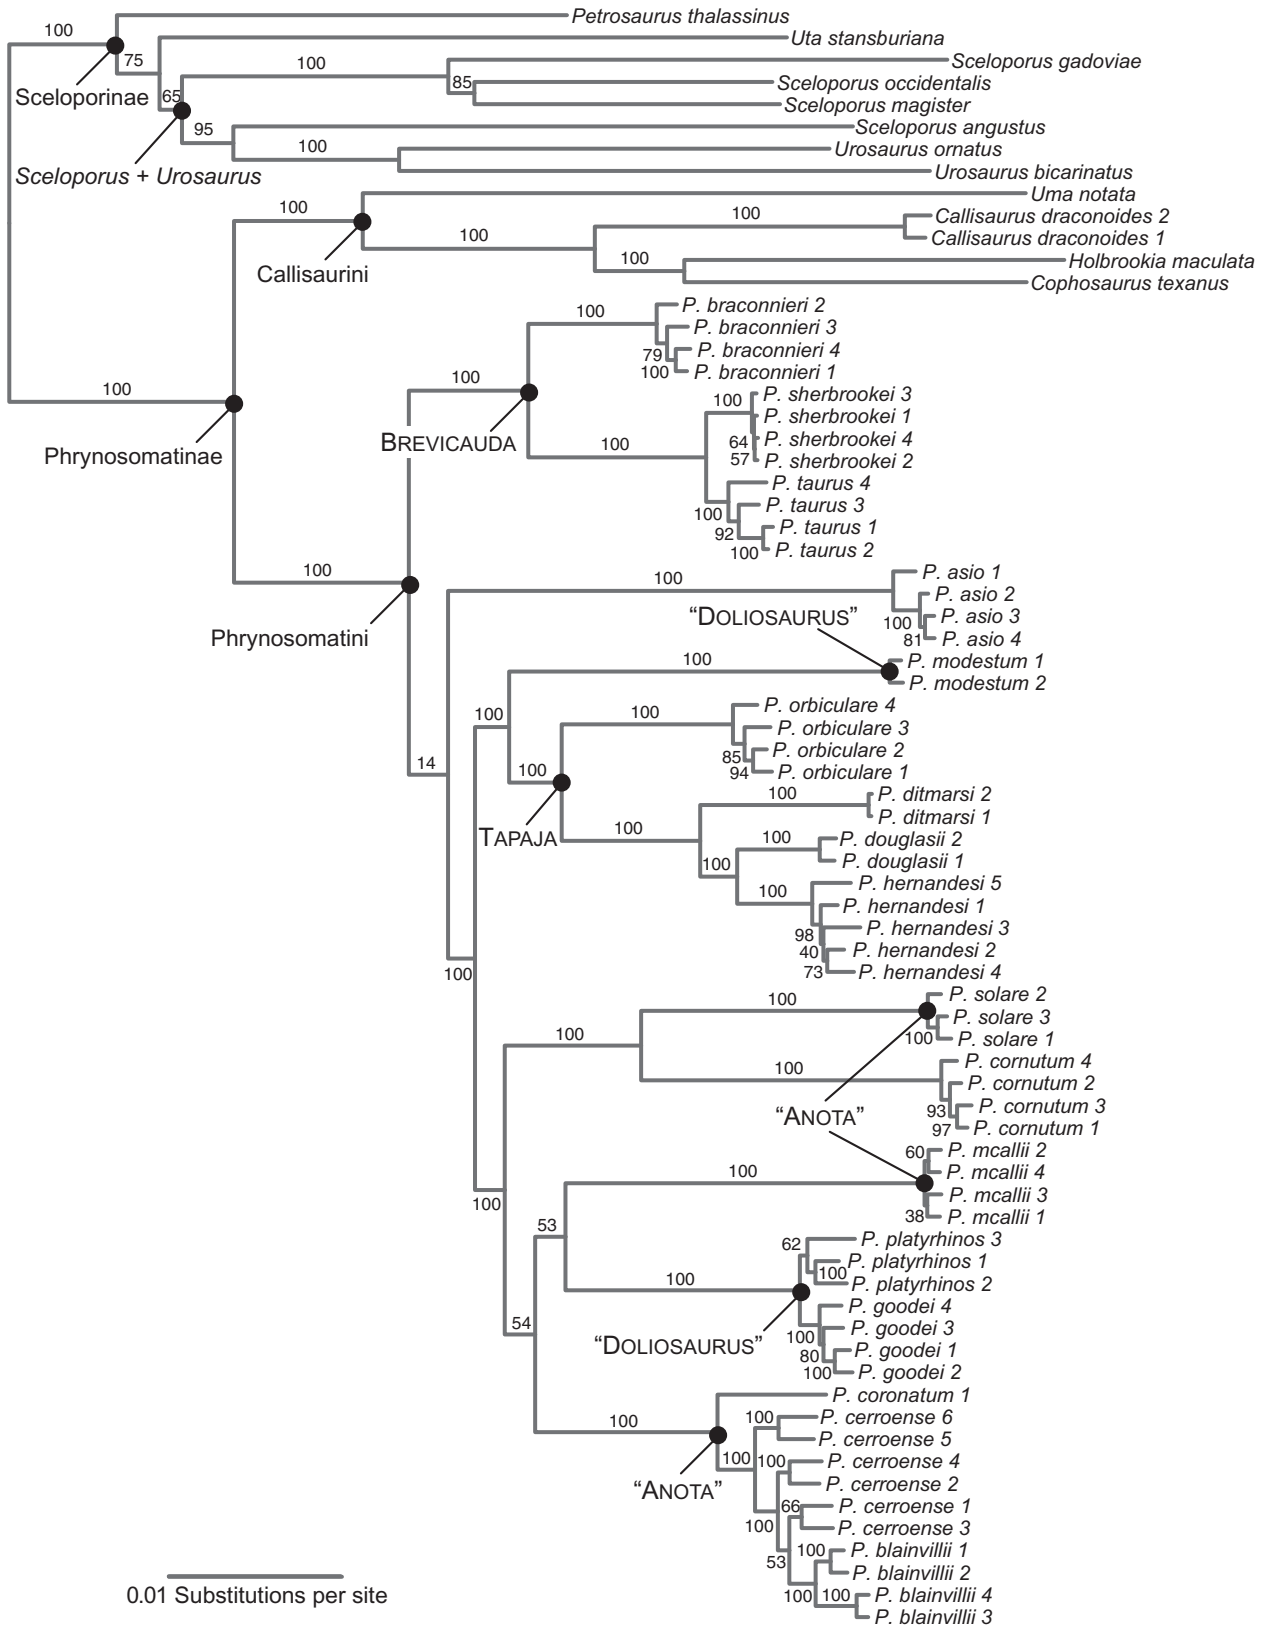 Petrosaurus thalassinus
100
Uta stansburiana
75
Sceloporus gadoviae
100
85
Sceloporus occidentalis
Sceloporinae
65
Sceloporus magister
Sceloporus angustus
95
Urosaurus ornatus
100
Sceloporus + Urosaurus
Urosaurus bicarinatus
Uma notata
100
Callisaurus draconoides 2
100
100
Callisaurus draconoides 1
Callisaurini
100
Holbrookia maculata
Cophosaurus texanus
P. braconnieri 2
100
P. braconnieri 3
P. braconnieri 4
79
100
P. braconnieri 1
100
100
P. sherbrookei 3
100
P. sherbrookei 1
BREVICAUDA
100
64
P. sherbrookei 4
Phrynosomatinae
57
P. sherbrookei 2
P. taurus 4
P. taurus 3
100
92
P. taurus 1
100
P. taurus 2
100
100
P. asio 1
P. asio 2
“DOLIOSAURUS”
100
P. asio 3
Phrynosomatini
81
P. asio 4
100
P. modestum 1
P. modestum 2
100
100
P. orbiculare 4
P. orbiculare 3
85
P. orbiculare 2
14
100
94
P. orbiculare 1
100
P. ditmarsi 2
P. ditmarsi 1
TAPAJA
100
100
P. douglasii 2
100
P. douglasii 1
100
P. hernandesi 5
P. hernandesi 1
98
P. hernandesi 3
40
P. hernandesi 2
100
73
P. hernandesi 4
100
P. solare 2
P. solare 3
100
100
P. solare 1
100
P. cornutum 4
P. cornutum 2
“ANOTA”
93
P. cornutum 3
97
P. cornutum 1
60
P. mcallii 2
100
P. mcallii 4
100
P. mcallii 3
38
P. mcallii 1
53
62
P. platyrhinos 3
100
100
P. platyrhinos 1
P. platyrhinos 2
54
P. goodei 4
“DOLIOSAURUS”
100
P. goodei 3
80
P. goodei 1
100
P. goodei 2
P. coronatum 1
100
100
P. cerroense 6
P. cerroense 5
100
100
P. cerroense 4
“ANOTA”
P. cerroense 2
66
P. cerroense 1
100
P. cerroense 3
53
100
P. blainvillii 1
P. blainvillii 2
100
100
P. blainvillii 4
P. blainvillii 3
0.01 Substitutions per site